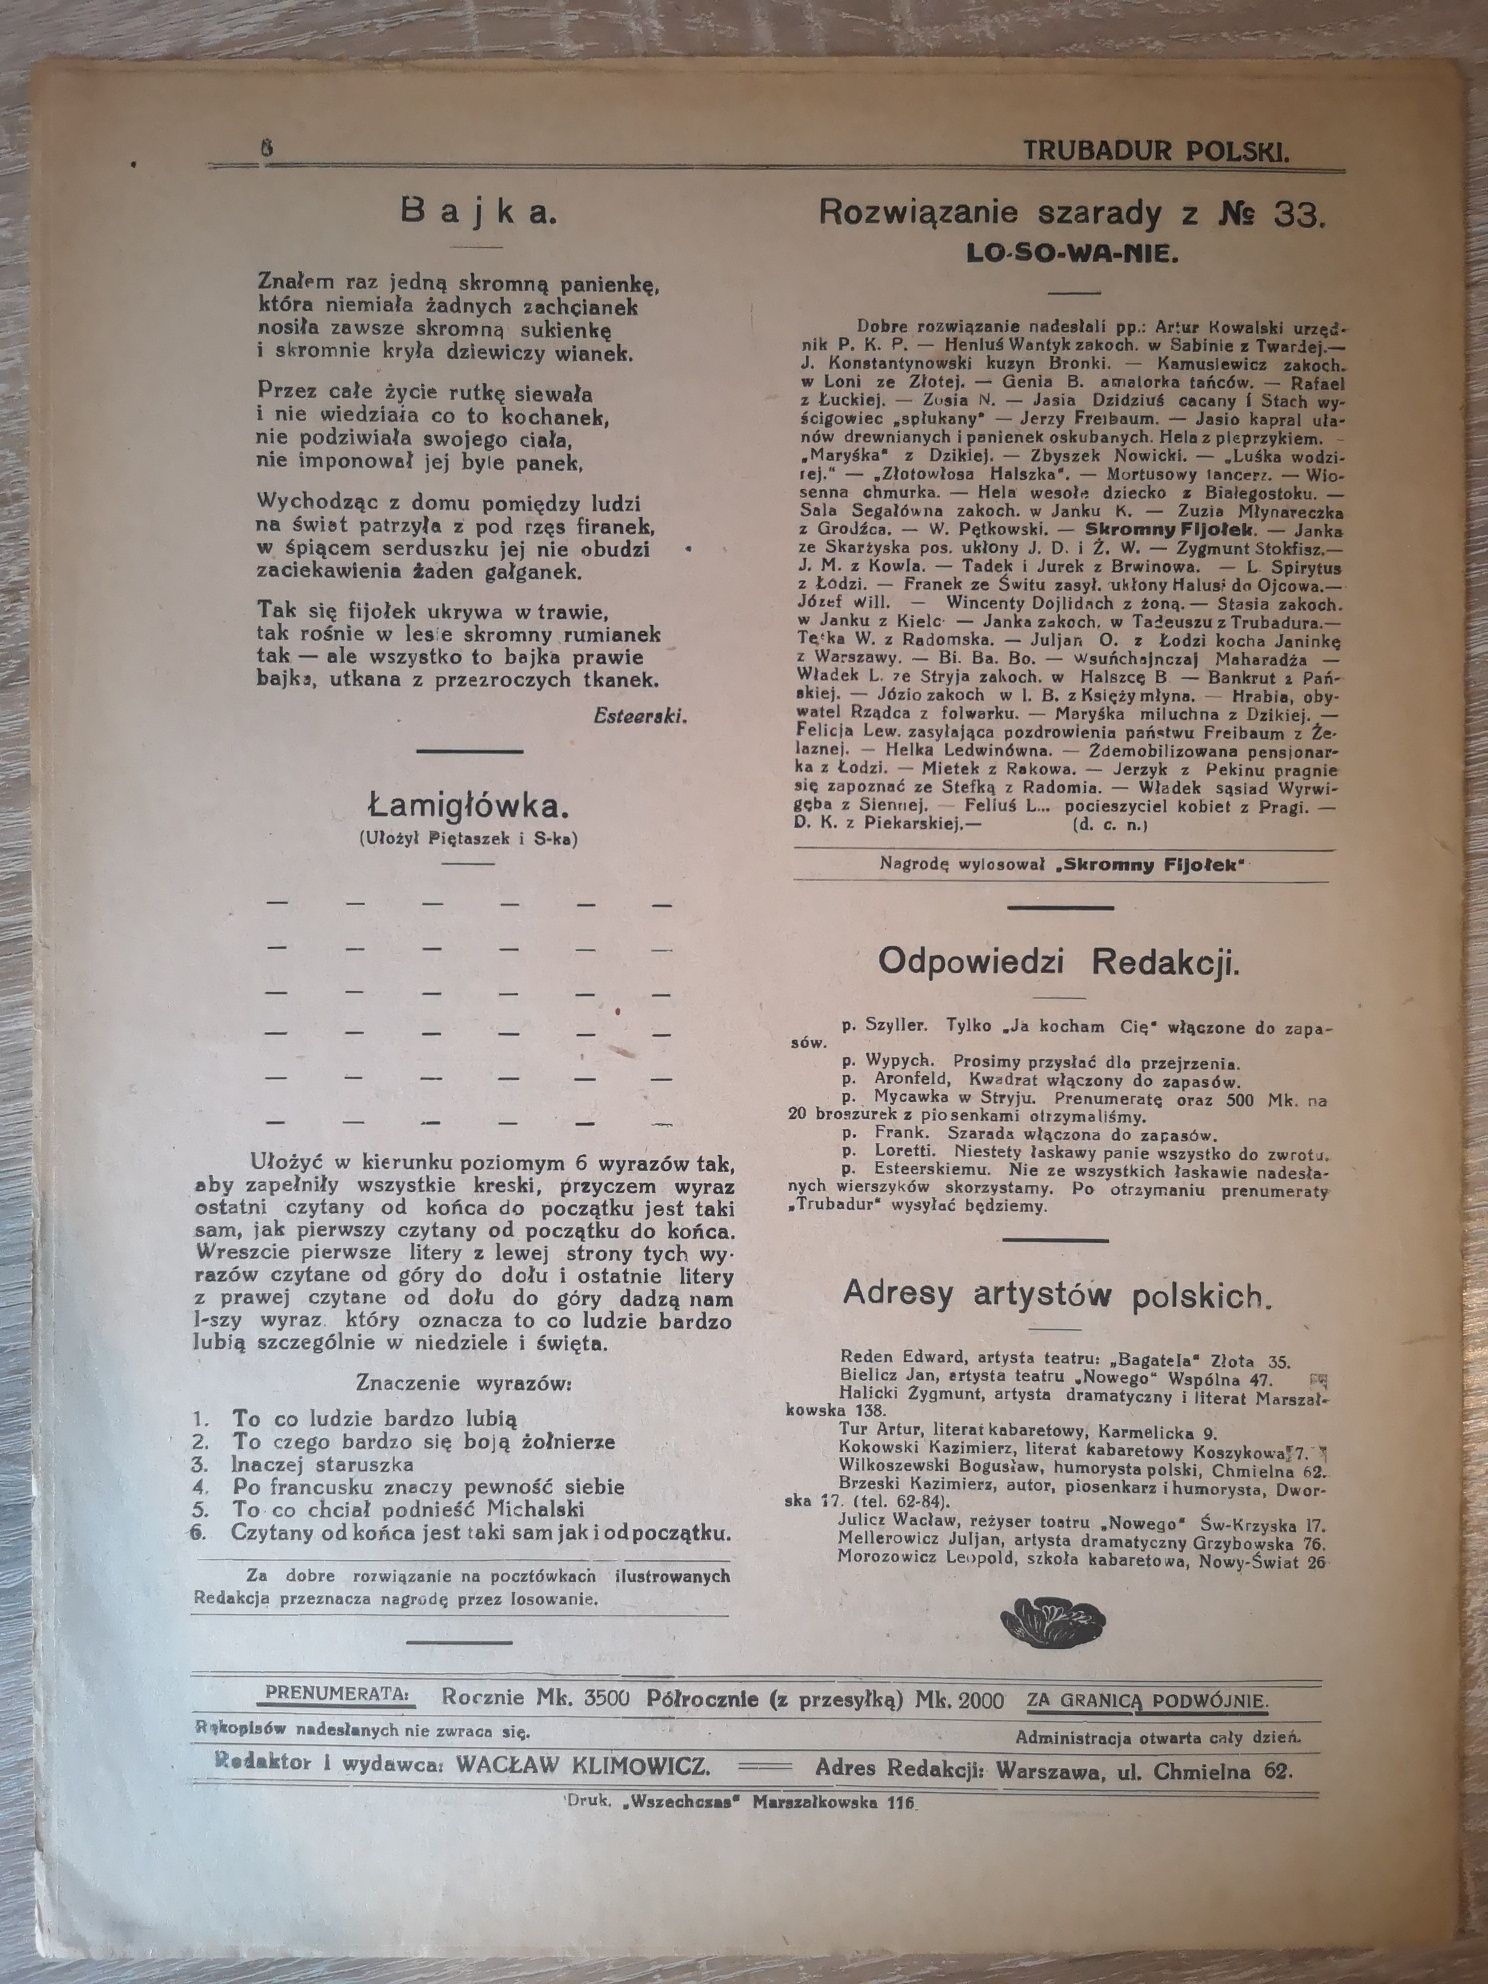 6
TRUBADUR POLSKI.
Bajka.
Znałem raz jedną skromną panienkę,
która niemiała żadnych zachcianek
nosiła zawsze skromną sukienkę
i skromnie kryła dziewiczy wianek.
Przez całe życie rutkę siewała
i nie wiedziała co to kochanek,
nie podziwiała swojego ciała,
nie imponował jej byle panek,
Wychodząc z domu pomiędzy ludzi
na świat patrzyła z pod rzęs firanek,
w śpiącem serduszku jej nie obudzi
zaciekawienia żaden gałganek.
Tak się fijołek ukrywa w trawie,
tak rośnie w lesie skromny rumianek
tak — ale wszystko to bajka prawie
bajka, utkana z przezroczych tkanek.
Esteerski.
Łamigłówka.
(Ułożył Piętaszek i S-ka)
— — — — — —
— — — — — —
— — — — — —
— — — — — —
— — — — — —
— — — — — —
Ułożyć w kierunku poziomym 6 wyrazów tak,
aby zapełniły wszystkie kreski, przyczem wyraz
ostatni czytany od końca do początku jest taki
sam, jak pierwszy czytany od początku do końca.
Wreszcie pierwsze litery z lewej strony tych wy-
razów czytane od góry do dołu i ostatnie litery
z prawej czytane od dołu do góry dadzą nam
1-szy wyraz który oznacza to co ludzie bardzo
lubią szczególnie w niedziele i święta.
Znaczenie wyrazów:
1. To co ludzie bardzo lubią
2. To czego bardzo się boją żołnierze
3. Inaczej staruszka
4. Po francusku znaczy pewność siebie
5. To co chciał podnieść Michalski
6. Czytany od końca jest taki sam jak i od początku.
Za dobre rozwiązanie na pocztówkach ilustrowanych
Redakcja przeznacza nagrodę przez losowanie.
Rozwiązanie szarady z № 33.
LO-SO-WA-NIE.
Dobre rozwiązanie nadesłali pp.: Artur Kowalski urzęd-
nik P. K. P. — Heniuś Wantyk zakoch. w Sabinie z Twardej.—
J. Konstantynowski kuzyn Bronki. — Kamusiewicz zakoch.
w Loni ze Złotej. — Genia B. amatorka tańców. — Rafael
z Łuckiej. — Zosia N. — Jasia Dzidziuś cacany i Stach wy-
ścigowiec „spłukany" — Jerzy Freibaum. — Jasio kapral uła-
nów drewnianych i panienek oskubanych. Hela z pieprzykiem. -
„Maryśka" z Dzikiej. — Zbyszek Nowicki. — „Luśka wodzi-
rej." — „Złotowłosa Halszka". — Mortusowy tancerz. — Wio-
senna chmurka. — Hela wesołe dziecko z Białegostoku. —
Sala Segałówna zakoch. w Janku K. — Zuzia Młynareczka
z Grodźca. — W. Pętkowski. — Skromny Fijołek. — Janka
ze Skarżyska pos. ukłony J. D. i Ż. W. — Zygmunt Stokfisz.—
J. M. z Kowla. — Tadek i Jurek z Brwinowa. — L. Spirytus
z Łodzi. — Franek ze Świtu zasył. ukłony Halusi do Ojcowa.—
Józef Will. — Wincenty Dojlidach z żoną.— Stasia zakoch.
w Janku z Kielc — Janka zakoch. w Tadeuszu z Trubadura.—
Tećka W. z Radomska. — Juljan O. z Łodzi kocha Janinkę
z Warszawy. — Bi. Ba. Bo. — Wsuńchajnczaj Maharadża —
Władek L. ze Stryja zakoch. w Halszcę B — Bankrut z Pań-
skiej. — Józio zakoch w I. B. z Księży młyna. — Hrabia, oby-
watel Rządca z folwarku. — Maryśka miluchna z Dzikiej. —
Felicja Lew. zasyłająca pozdrowienia państwu Freibaum z Że-
laznej. — Helka Ledwinówna. — Zdemobilizowana pensjonar-
ka z Łodzi. — Mietek z Rakowa. — Jerzyk z Pekinu pragnie
się zapoznać ze Stefką z Radomia. — Władek sąsiad Wyrwi-
gęba z Siennej. — Feliuś L... pocieszyciel kobiet z Pragi. —
D. K. z Piekarskiej.— (d. c. n.)
Nagrodę wylosował „Skromny Fijołek"
Odpowiedzi Redakcji.
p. Szyller. Tylko „Ja kocham Cię" włączone do zapa-
sów.
p. Wypych. Prosimy przysłać dla przejrzenia.
p. Aronfeld, Kwadrat włączony do zapasów.
p. Mycawka w Stryju. Prenumeratę oraz 500 Mk. na
20 broszurek z piosenkami otrzymaliśmy.
p. Frank. Szarada włączona do zapasów.
p. Loretti. Niestety łaskawy panie wszystko do zwrotu.
p. Esteerskiemu. Nie ze wszystkich łaskawie nadesła-
nych wierszyków skorzystamy. Po otrzymaniu prenumeraty
„Trubadur" wysyłać będziemy.
Adresy artystów polskich.
Reden Edward, artysta teatru: „Bagatela" Złota 35.
Bielicz Jan, artysta teatru „Nowego" Wspólna 47.
Halicki Zygmunt, artysta dramatyczny i literat Marszał-
kowska 138.
Tur Artur, literat kabaretowy, Karmelicka 9.
Kokowski Kazimierz, literat kabaretowy Koszykowa 7.
Wilkoszewski Bogusław, humorysta polski, Chmielna 62.
Brzeski Kazimierz, autor, piosenkarz i humorysta, Dwor-
ska 17. (tel. 62-84).
Julicz Wacław, reżyser toatru „Nowego" Św-Krzyska 17.
Mellerowicz Juljan, artysta dramatyczny Grzybowska 76.
Morozowicz Leopold, szkoła kabaretowa, Nowy-Świat 26
PRENUMERATA: Rocznie Mk. 3500 Półrocznie (z przesyłką) Mk. 2000 ZA GRANICĄ PODWÓJNIE.
Rękopisów nadesłanych nie zwraca się. Administracja otwarta cały dzień.
Redaktor i wydawca: WACŁAW KLIMOWICZ. Adres Redakcji: Warszawa, ul. Chmielna 62.
Druk. „Wszechczas" Marszałkowska 116